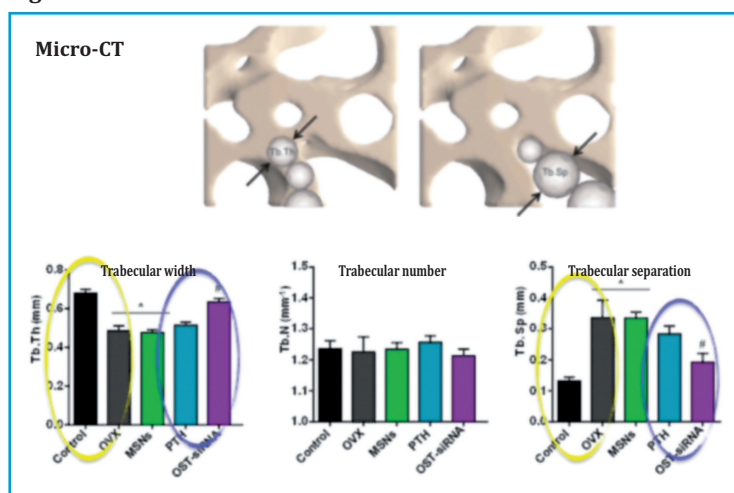 Micro-CT
Tb.Th
Tb.Sp
Trabecular width
Tb.Th (mm)
0.8
0.6
0.4
0.2
0.0
^
#
Control
OVX
MSNs
PTH
OST-siRNA
Trabecular number
Tb.N (mm⁻¹)
1.5
1.4
1.3
1.2
1.1
1.0
Control
OVX
MSNs
PTH
OST-siRNA
Trabecular separation
Tb.Sp (mm)
0.5
0.4
0.3
0.2
0.1
0.0
^
#
Control
OVX
MSNs
PTH
OST-siRNA